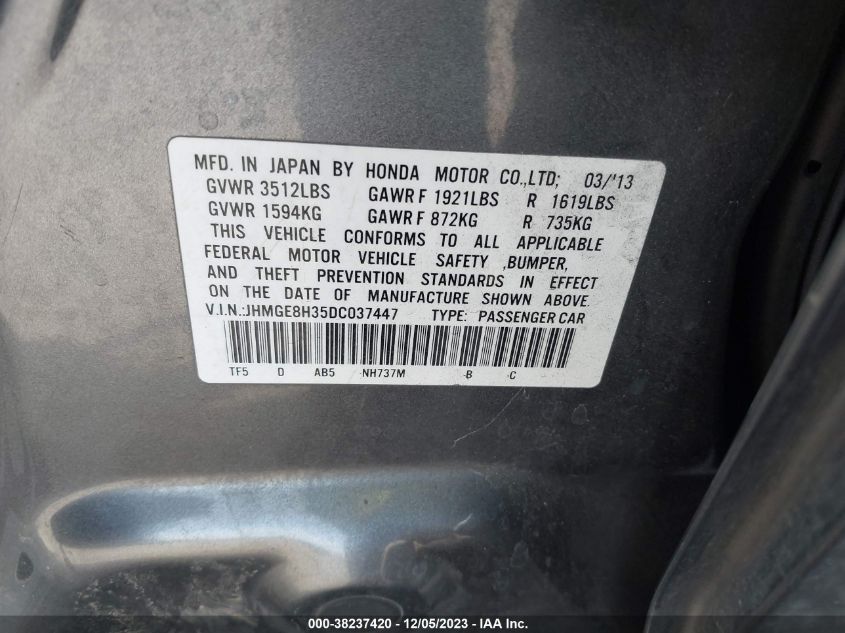 MFD. IN JAPAN BY HONDA MOTOR CO.,LTD; 03/'13
GVWR 3512LBS GAWR F 1921LBS R 1619LBS
GVWR 1594KG GAWR F 872KG R 735KG
THIS VEHICLE CONFORMS TO ALL APPLICABLE
FEDERAL MOTOR VEHICLE SAFETY ,BUMPER,
AND THEFT PREVENTION STANDARDS IN EFFECT
ON THE DATE OF MANUFACTURE SHOWN ABOVE.
V.I.N.:JHMGE8H35DC037447 TYPE: PASSENGER CAR
TF5 D AB5 NH737M B C
000-38237420 - 12/05/2023 - IAA Inc.